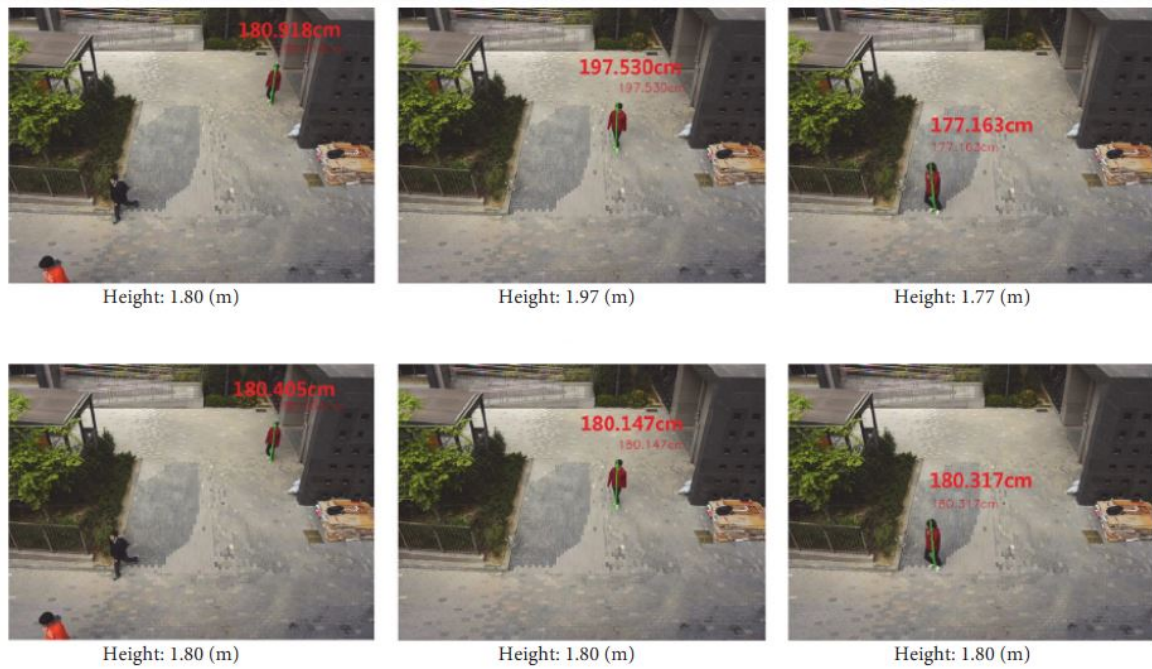 180.918cm
197.530cm
197.530cm
177.163cm
177.163cm
Height: 1.80 (m)
Height: 1.97 (m)
Height: 1.77 (m)
180.405cm
180.147cm
180.147cm
180.317cm
180.317cm
Height: 1.80 (m)
Height: 1.80 (m)
Height: 1.80 (m)